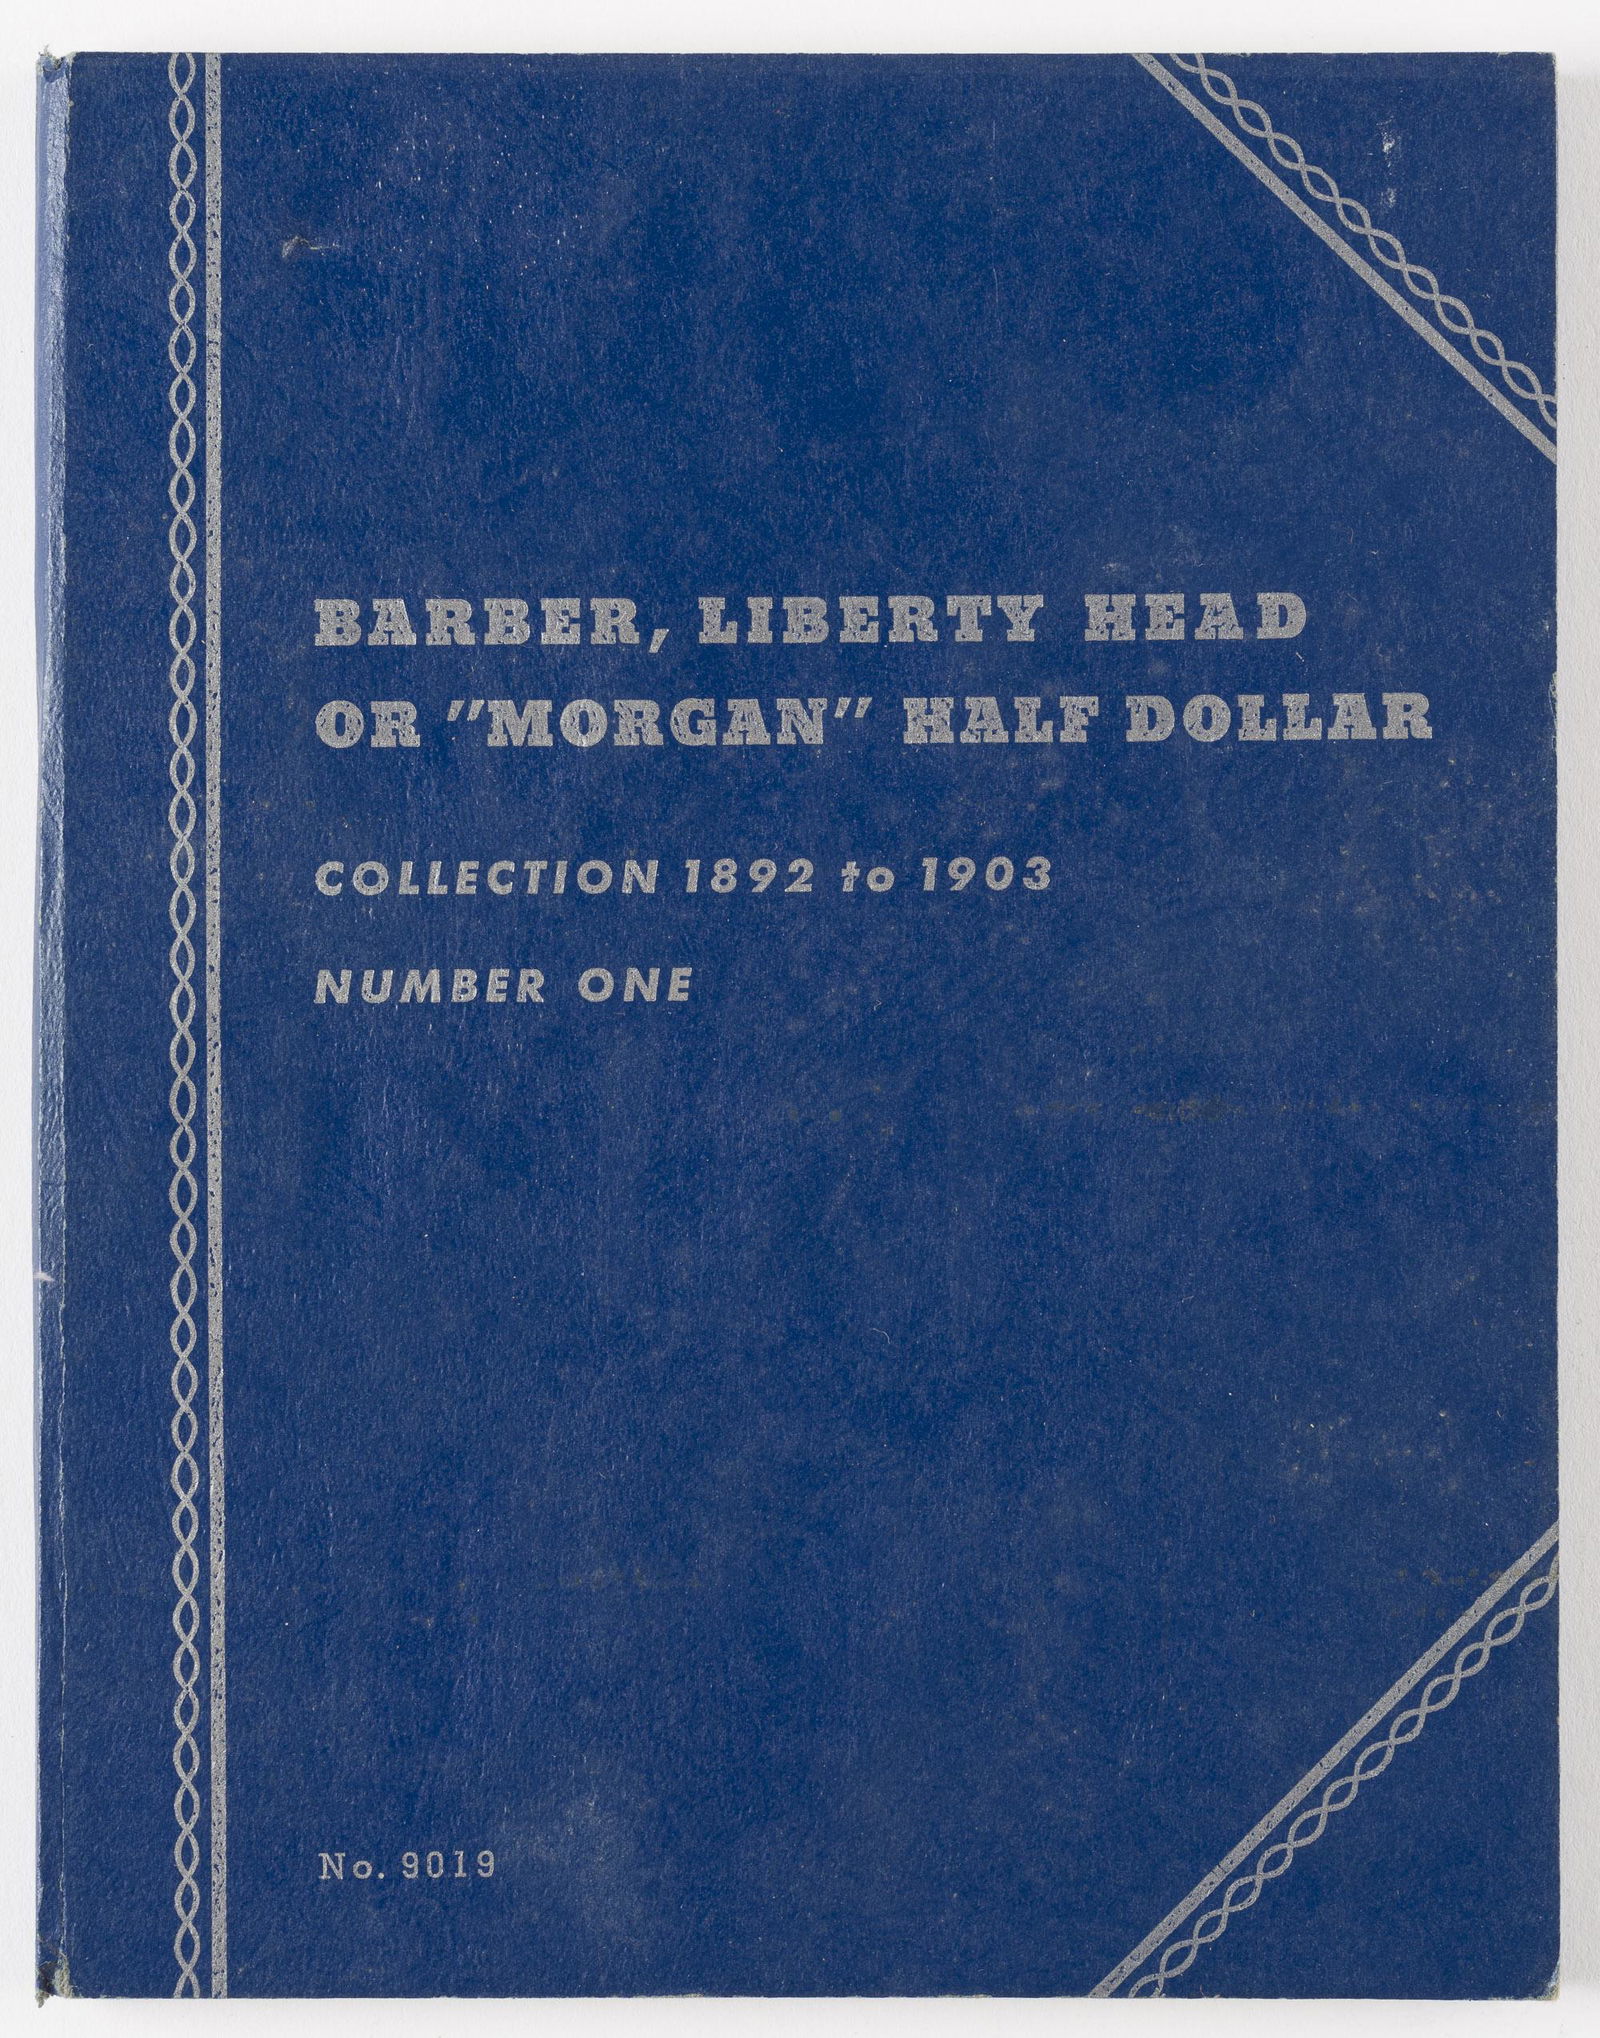 BARBER, LIBERTY HEAD
OR "MORGAN" HALF DOLLAR
COLLECTION 1892 to 1903
NUMBER ONE
No. 9019